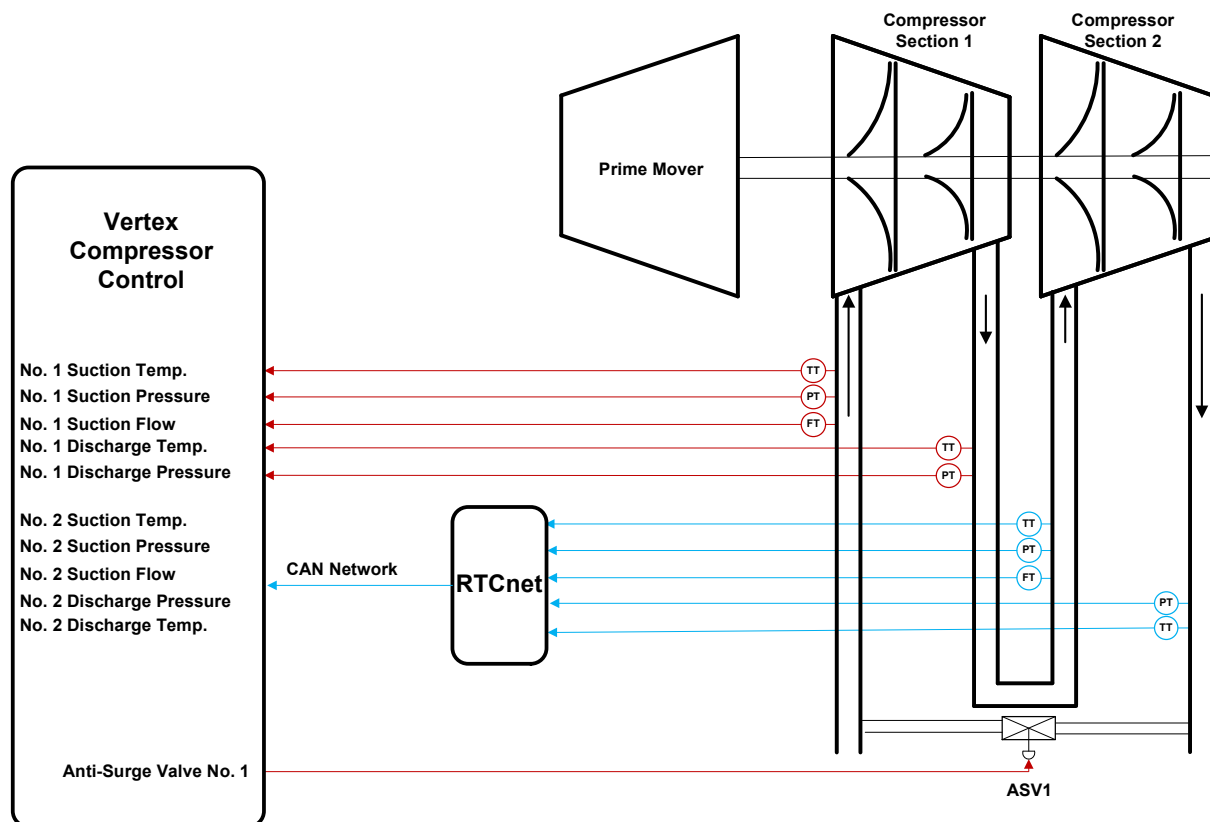 Compressor
Section 1
Compressor
Section 2
Prime Mover
Vertex
Compressor
Control
No. 1 Suction Temp.
TT
No. 1 Suction Pressure
PT
No. 1 Suction Flow
FT
No. 1 Discharge Temp.
TT
No. 1 Discharge Pressure
PT
No. 2 Suction Temp.
TT
No. 2 Suction Pressure
PT
No. 2 Suction Flow
CAN Network
RTCnet
FT
No. 2 Discharge Pressure
PT
No. 2 Discharge Temp.
TT
Anti-Surge Valve No. 1
ASV1